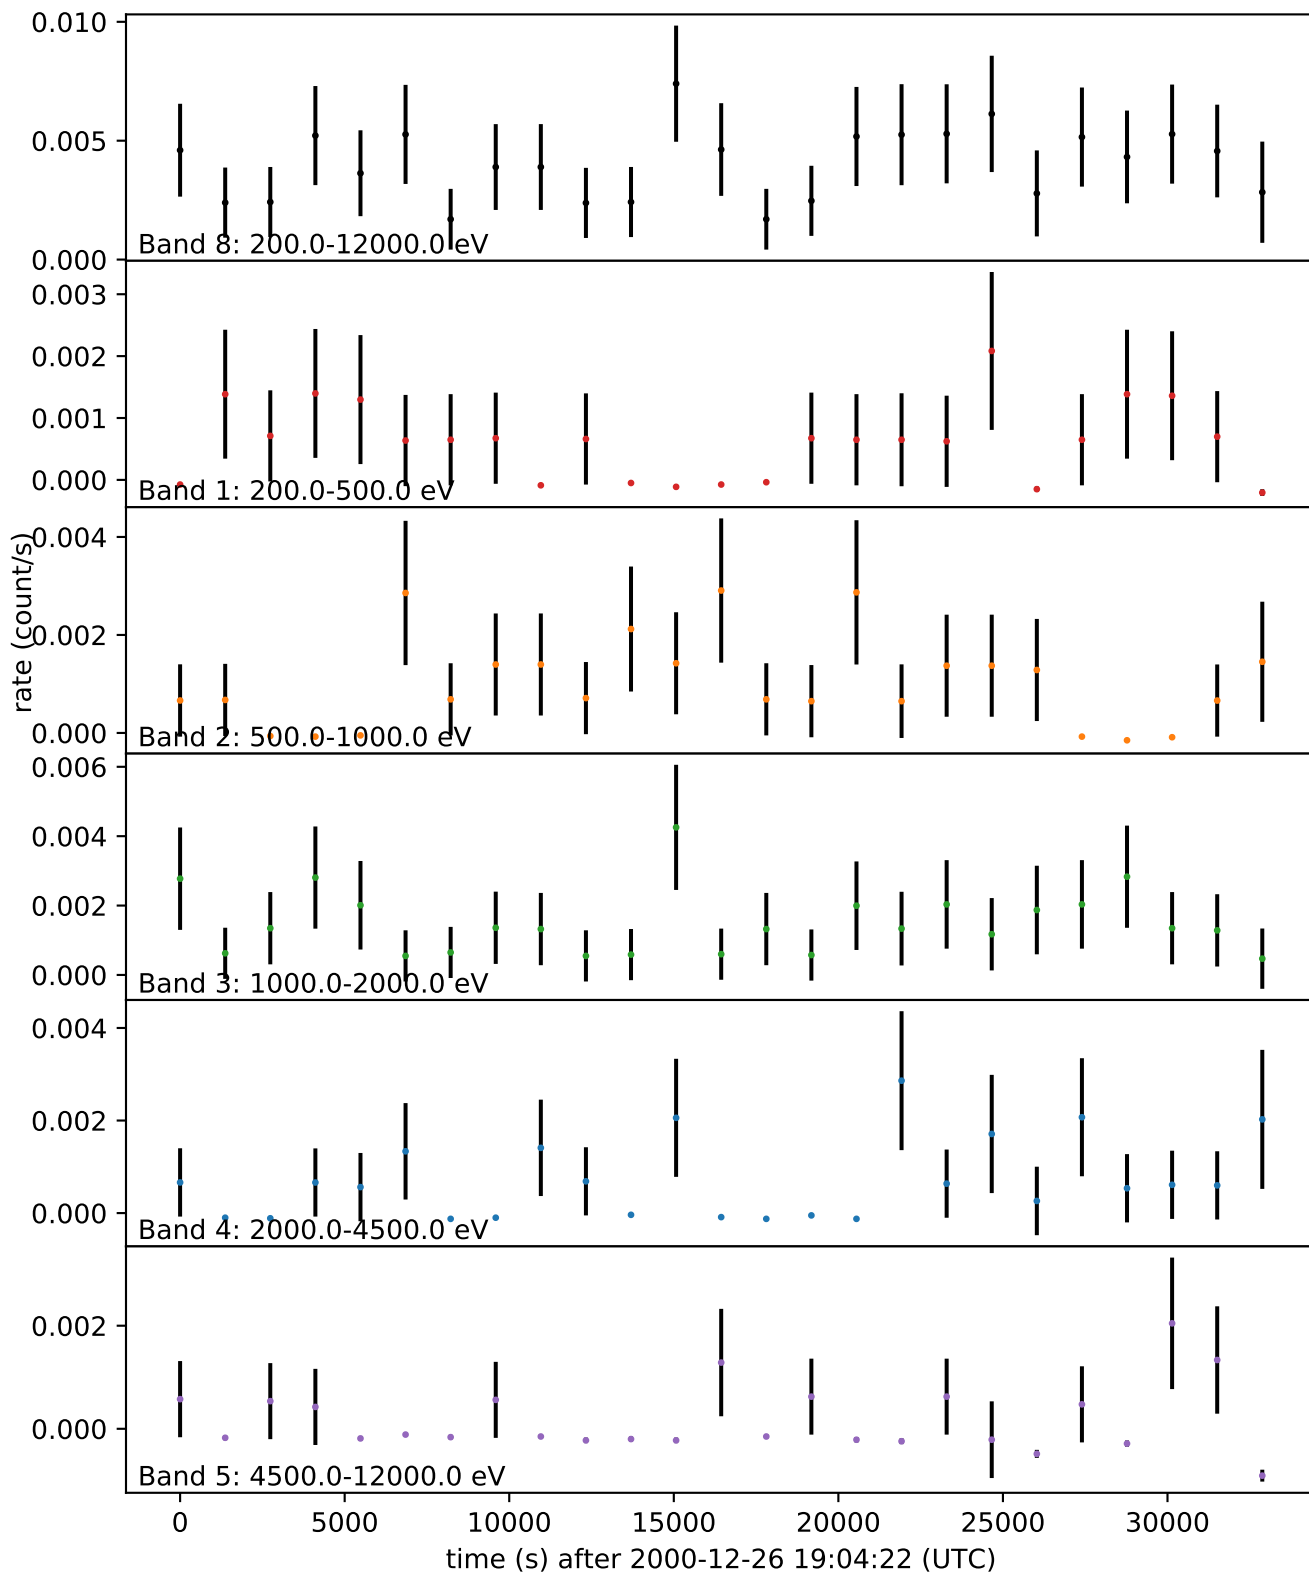 0.010
0.005
0.000
Band 8: 200.0-12000.0 eV
0.003
0.002
0.001
0.000
Band 1: 200.0-500.0 eV
rate (count/s)
0.004
0.002
0.000
Band 2: 500.0-1000.0 eV
0.006
0.004
0.002
0.000
Band 3: 1000.0-2000.0 eV
0.004
0.002
0.000
Band 4: 2000.0-4500.0 eV
0.002
0.000
Band 5: 4500.0-12000.0 eV
0 5000 10000 15000 20000 25000 30000
time (s) after 2000-12-26 19:04:22 (UTC)